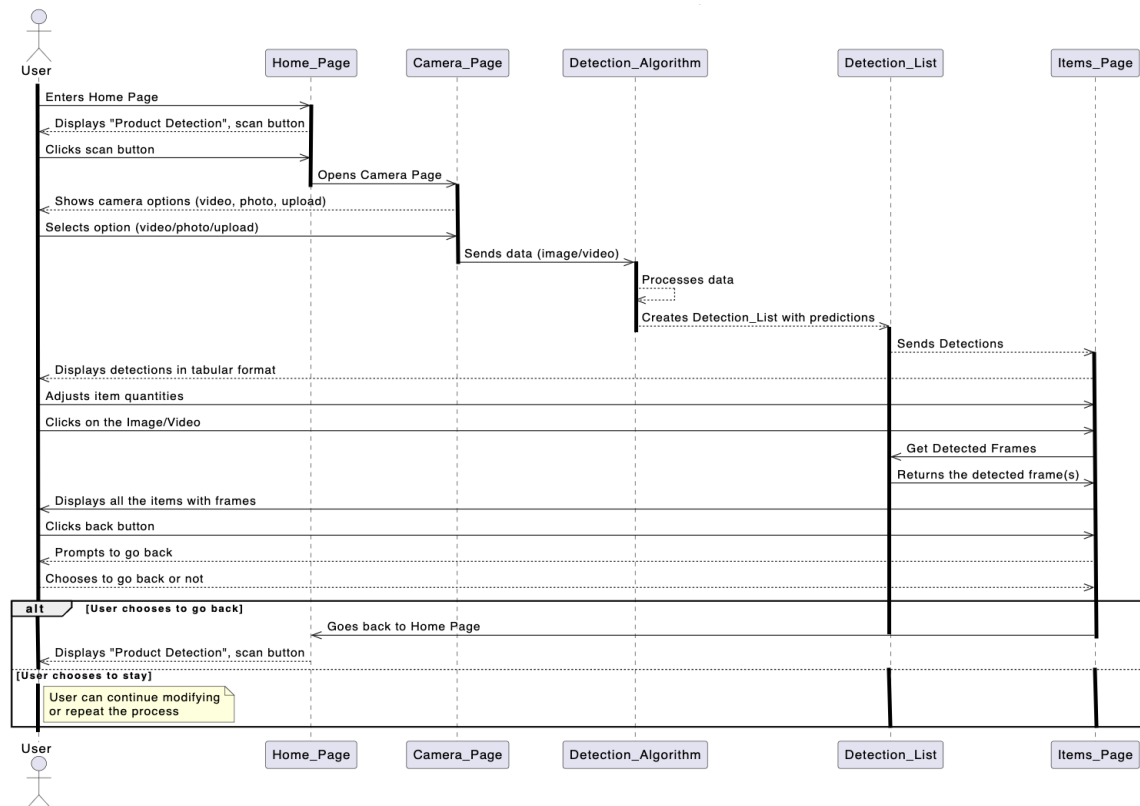 User
Home_Page
Camera_Page
Detection_Algorithm
Detection_List
Items_Page
Enters Home Page
Displays "Product Detection", scan button
Clicks scan button
Opens Camera Page
Shows camera options (video, photo, upload)
Selects option (video/photo/upload)
Sends data (image/video)
Processes data
Creates Detection_List with predictions
Sends Detections
Displays detections in tabular format
Adjusts item quantities
Clicks on the Image/Video
Get Detected Frames
Returns the detected frame(s)
Displays all the items with frames
Clicks back button
Prompts to go back
Chooses to go back or not
alt
[User chooses to go back]
Goes back to Home Page
Displays "Product Detection", scan button
[User chooses to stay]
User can continue modifying
or repeat the process
User
Home_Page
Camera_Page
Detection_Algorithm
Detection_List
Items_Page